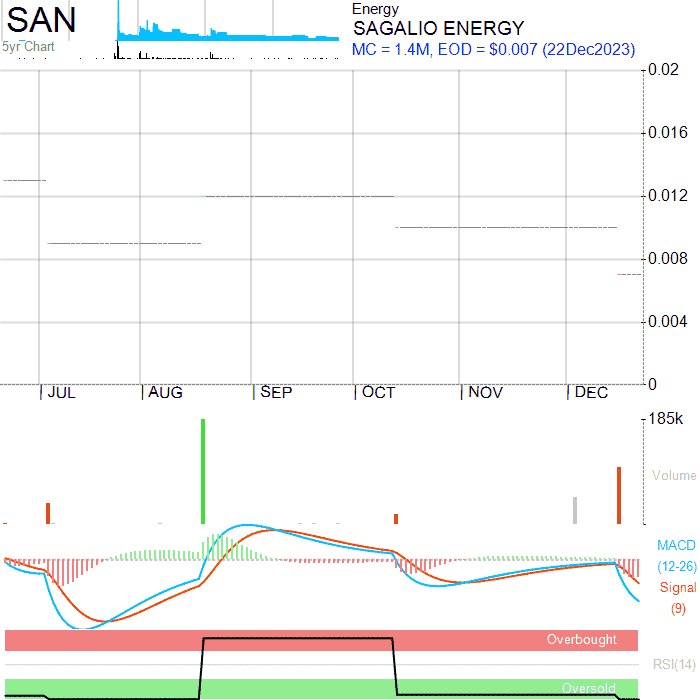 SAN
5yr Chart
Energy
SAGALIO ENERGY
MC = 1.4M, EOD = $0.007 (22Dec2023)
0.02
0.016
0.012
0.008
0.004
0
JUL AUG SEP OCT NOV DEC
185k
Volume
MACD
(12-26)
Signal
(9)
Overbought
RSI(14)
Oversold